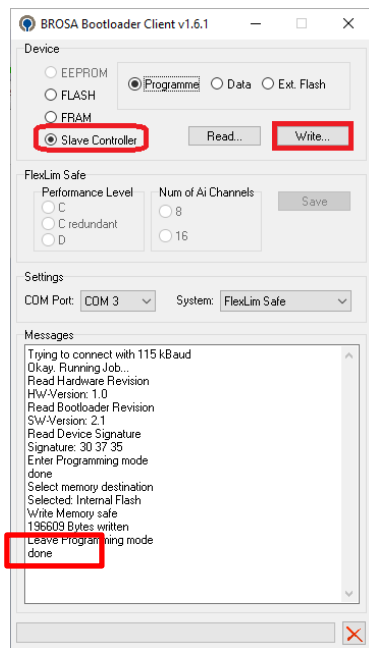 BROSA Bootloader Client v1.6.1
Device
EEPROM
FLASH
FRAM
Slave Controller
Programme Data Ext. Flash
Read... Write...
FlexLim Safe
Performance Level
C
C redundant
D
Num of Ai Channels
8
16
Save
Settings
COM Port: COM 3 System: FlexLim Safe
Messages
Trying to connect with 115 kBaud
Okay. Running Job...
Read Hardware Revision
HW-Version: 1.0
Read Bootloader Revision
SW-Version: 2.1
Read Device Signature
Signature: 30 37 35
Enter Programming mode
done
Select memory destination
Selected: Internal Flash
Write Memory safe
196609 Bytes written
Leave Programming mode
done